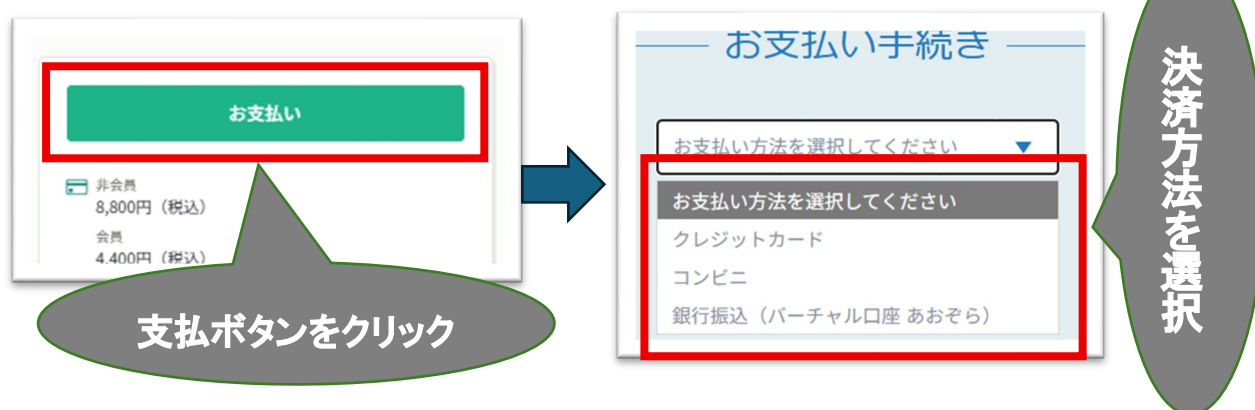 お支払い
非会員
8,800円（税込）
会員
4,400円（税込）
支払ボタンをクリック
お支払い手続き
お支払い方法を選択してください
お支払い方法を選択してください
クレジットカード
コンビニ
銀行振込（バーチャル口座 あおぞら）
決済方法を選択